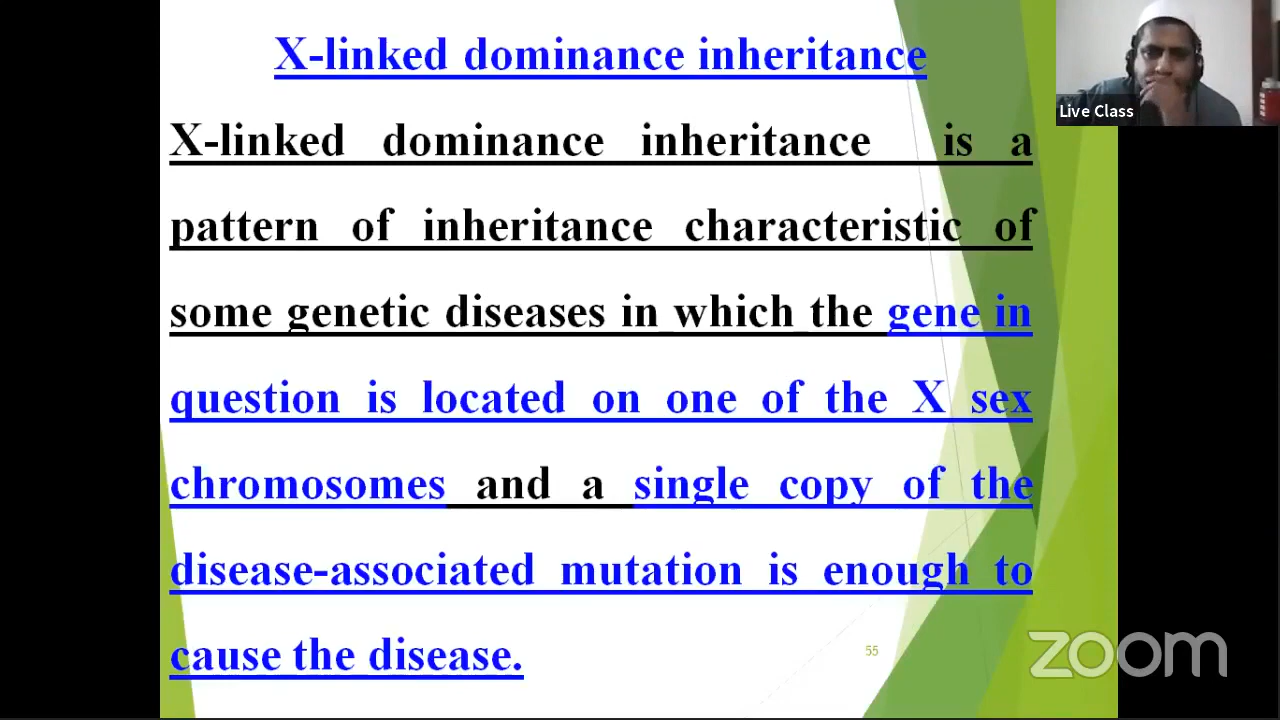 X-linked dominance inheritance
X-linked dominance inheritance is a
pattern of inheritance characteristic of
some genetic diseases in which the gene in
question is located on one of the X sex
chromosomes and a single copy of the
disease-associated mutation is enough to
cause the disease.
55
Live Class
zoom